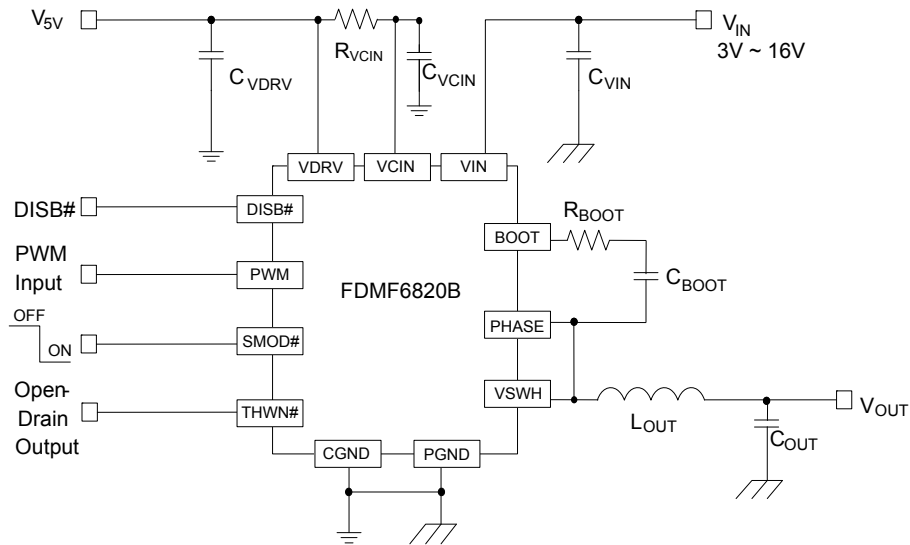 V5V
RVCIN
CVDRV
CVCIN
CVIN
VIN
3V ~ 16V
VDRV
VCIN
VIN
DISB#
DISB#
PWM
Input
PWM
OFF
ON
SMOD#
Open-
Drain
Output
THWN#
FDMF6820B
BOOT
RBOOT
CBOOT
PHASE
VSWH
LOUT
VOUT
COUT
CGND
PGND